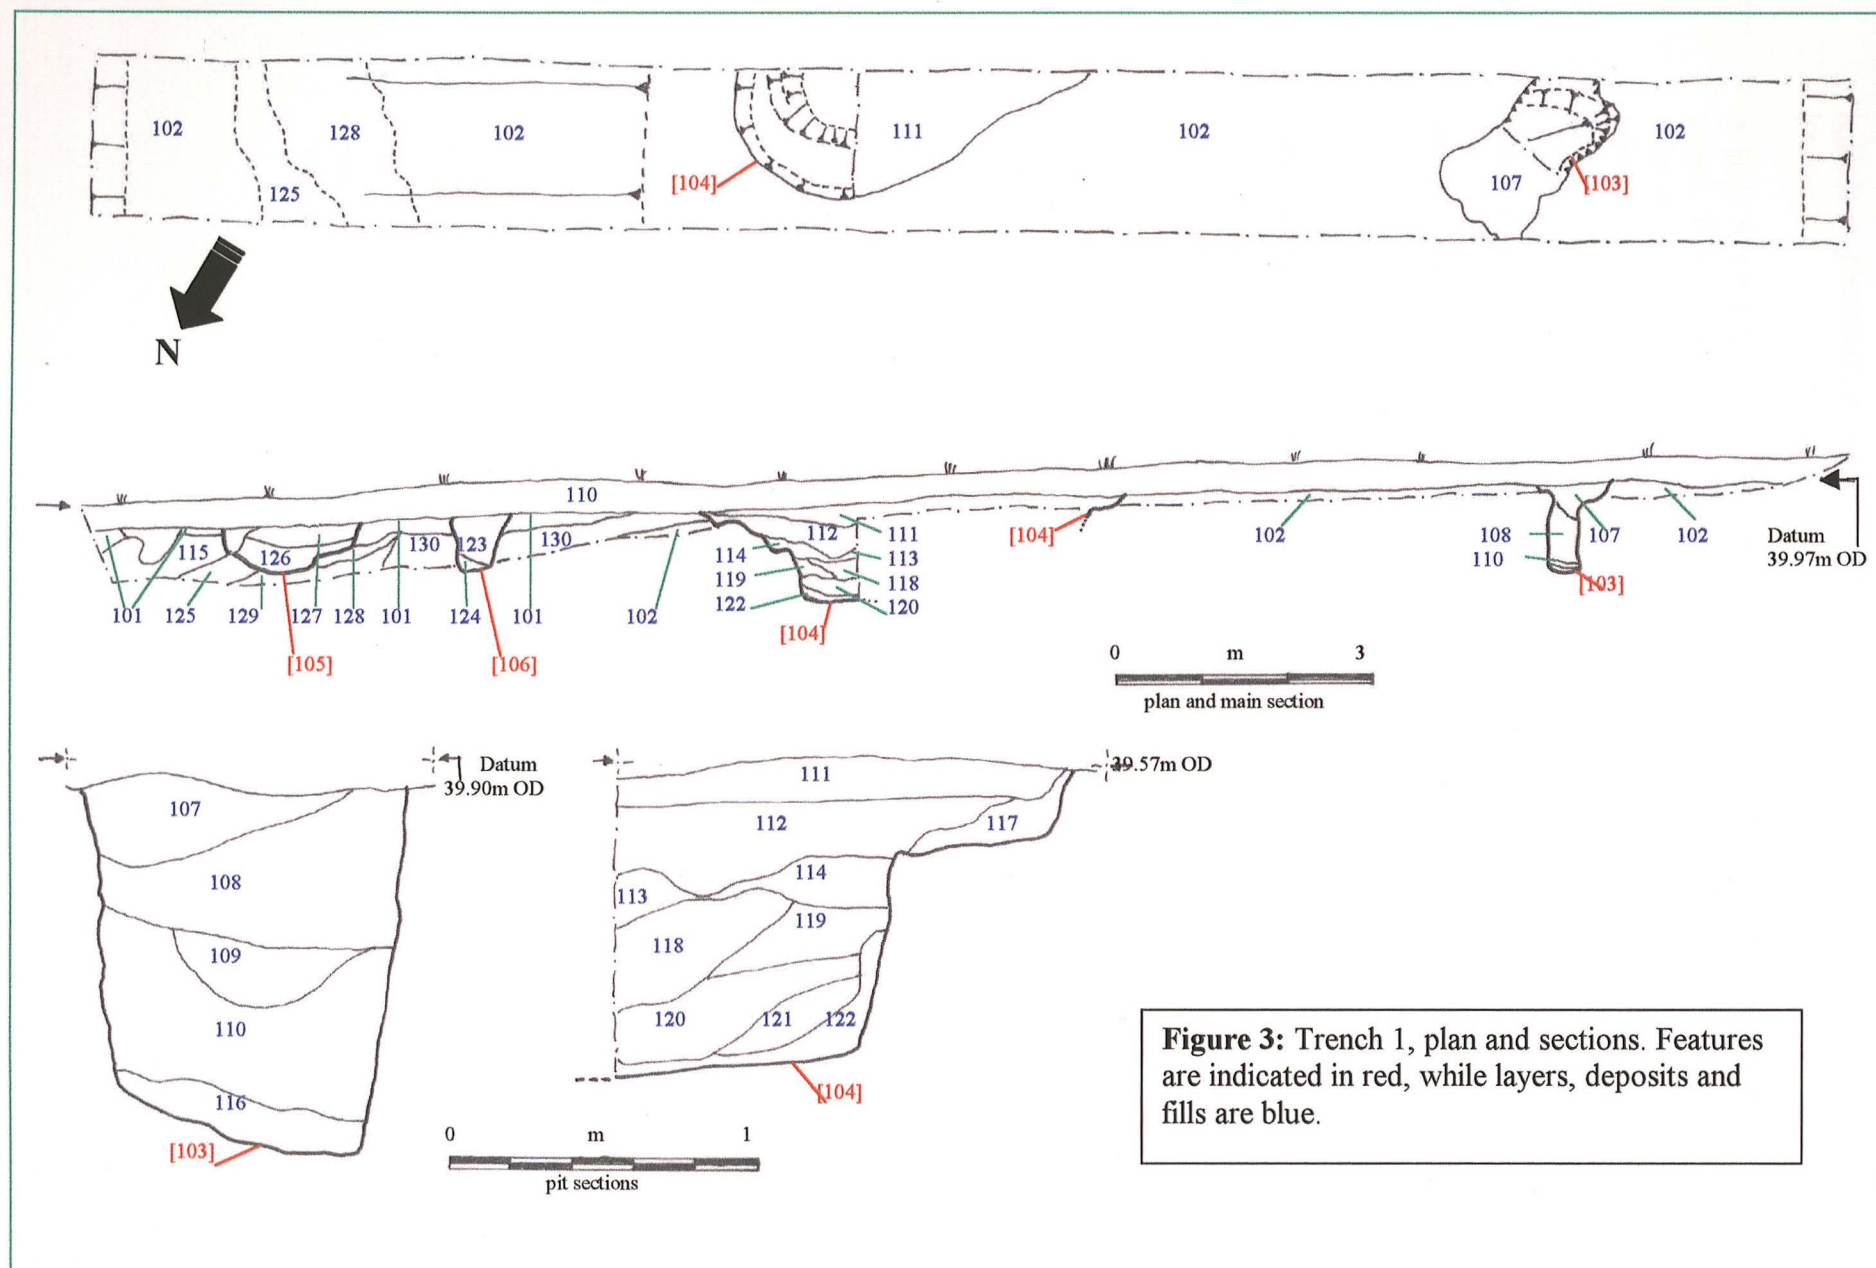 102 128 102 111 102 102
125 [104] 107 [103]
N
110
115 126 130 123 130 112 111
114 113
119 118
122 120
[104] 102 108 107 102
110
[103]
Datum
39.97m OD
101 125 129 127 128 101 124 101 102
[104]
[105] [106]
0 m 3
plan and main section
Datum
39.90m OD
107
108
109
110
116
[103]
39.57m OD
111
112 117
114
113
119
118
120 121 122
[104]
0 m 1
pit sections
Figure 3: Trench 1, plan and sections. Features
are indicated in red, while layers, deposits and
fills are blue.